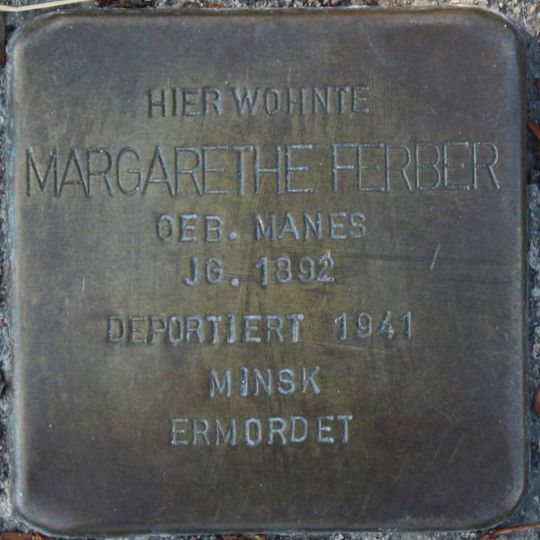 HIER WOHNTE
MARGARETHE FERBER
GEB. MANES
JG. 1892
DEPORTIERT 1941
MINSK
ERMORDET